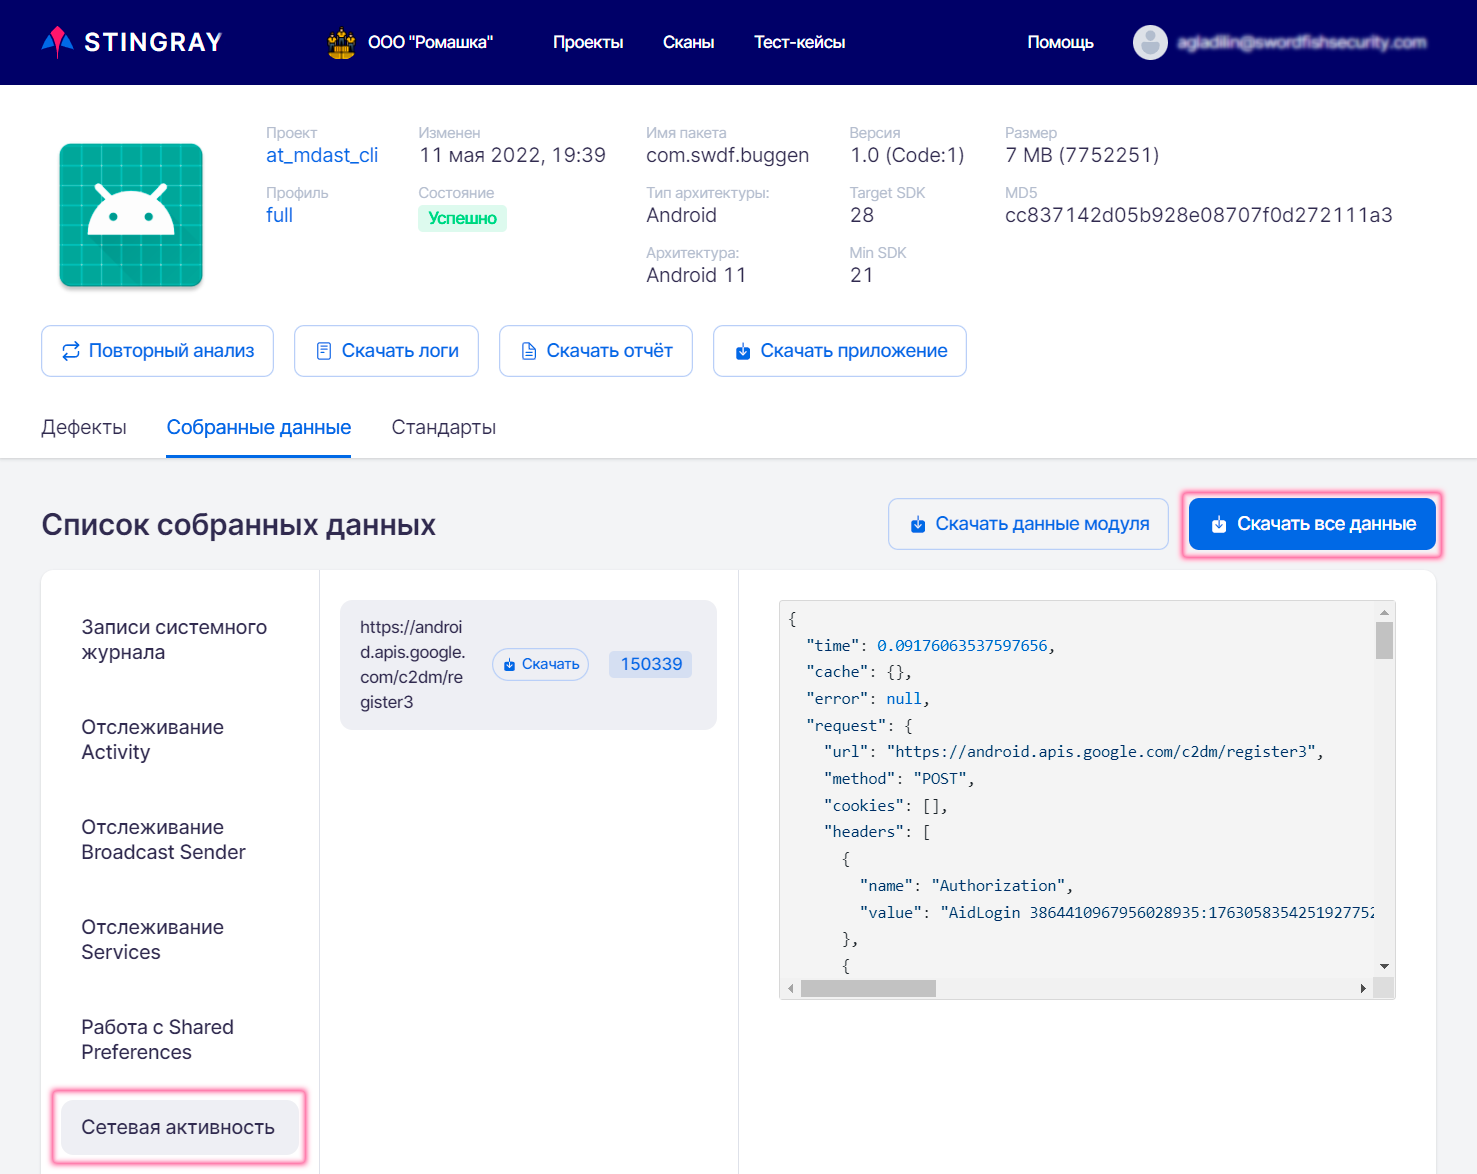 STINGRAY
ООО "Ромашка"
Проекты
Сканы
Тест-кейсы
Помощь
Проект
at_mdast_cli
Изменен
11 мая 2022, 19:39
Имя пакета
com.swdf.buggen
Версия
1.0 (Code:1)
Размер
7 MB (7752251)
Профиль
full
Состояние
Успешно
Тип архитектуры:
Android
Target SDK
28
MD5
cc837142d05b928e08707f0d272111a3
Архитектура:
Android 11
Min SDK
21
Повторный анализ
Скачать логи
Скачать отчёт
Скачать приложение
Дефекты
Собранные данные
Стандарты
Список собранных данных
Скачать данные модуля
Скачать все данные
Записи системного
журнала
Отслеживание
Activity
Отслеживание
Broadcast Sender
Отслеживание
Services
Работа с Shared
Preferences
Сетевая активность
https://androi
d.apis.google.
com/c2dm/re
gister3
Скачать
150339
{
"time": 0.09176063537597656,
"cache": {},
"error": null,
"request": {
"url": "https://android.apis.google.com/c2dm/register3",
"method": "POST",
"cookies": [],
"headers": [
{
"name": "Authorization",
"value": "AidLogin 3864410967956028935:1763058354251927752
},
{